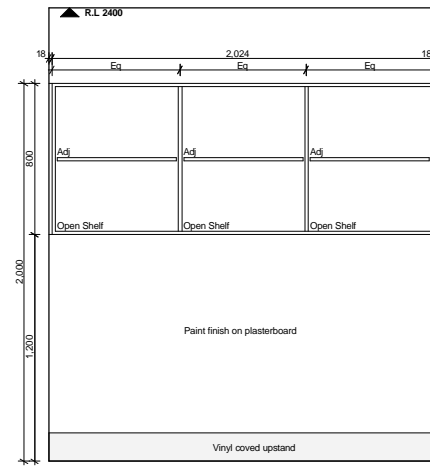 R.L 2400
18 2,024 18
Eq Eq Eq
Adj Adj Adj
800
Open Shelf Open Shelf Open Shelf
2,000
1,200
Paint finish on plasterboard
Vinyl coved upstand